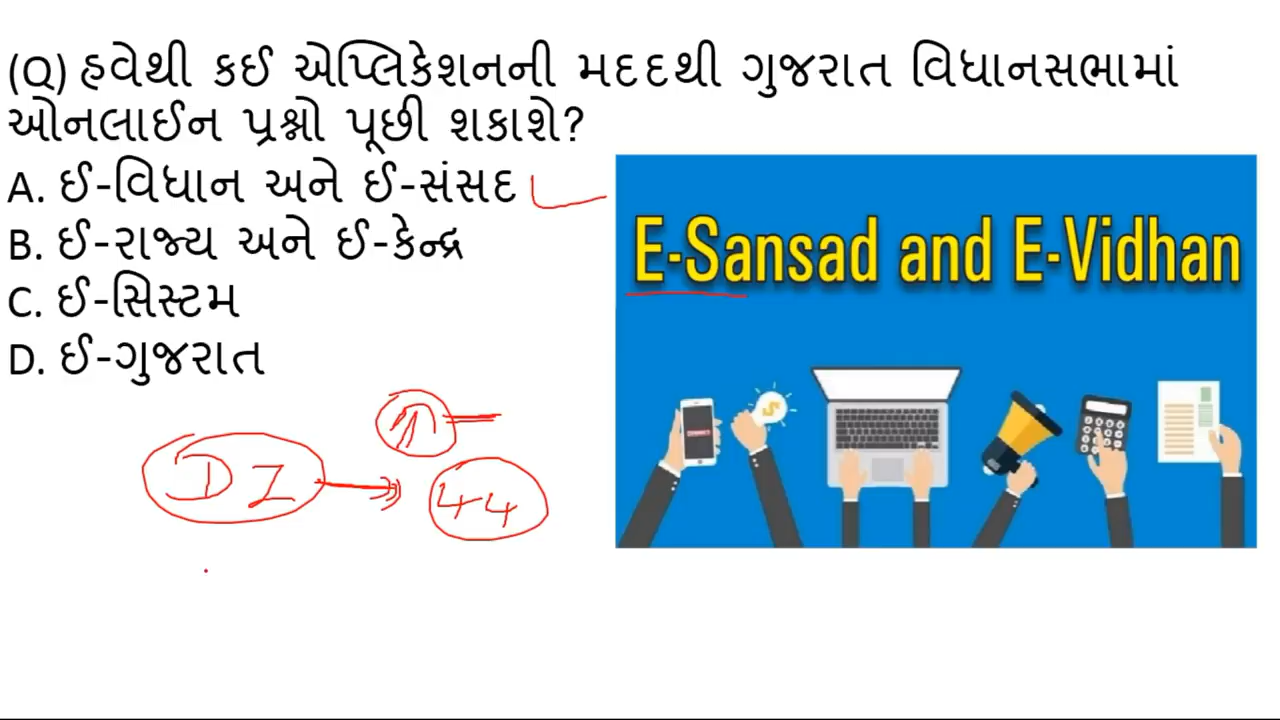 (Q) હવેથી કઈ એપ્લિકેશનની મદદથી ગુજરાત વિધાનસભામાં
ઓનલાઈન પ્રશ્નો પૂછી શકાશે?
A. ઈ-વિધાન અને ઈ-સંસદ
B. ઈ-રાજ્ય અને ઈ-કેન્દ્ર
C. ઈ-સિસ્ટમ
D. ઈ-ગુજરાત
E-Sansad and E-Vidhan
44